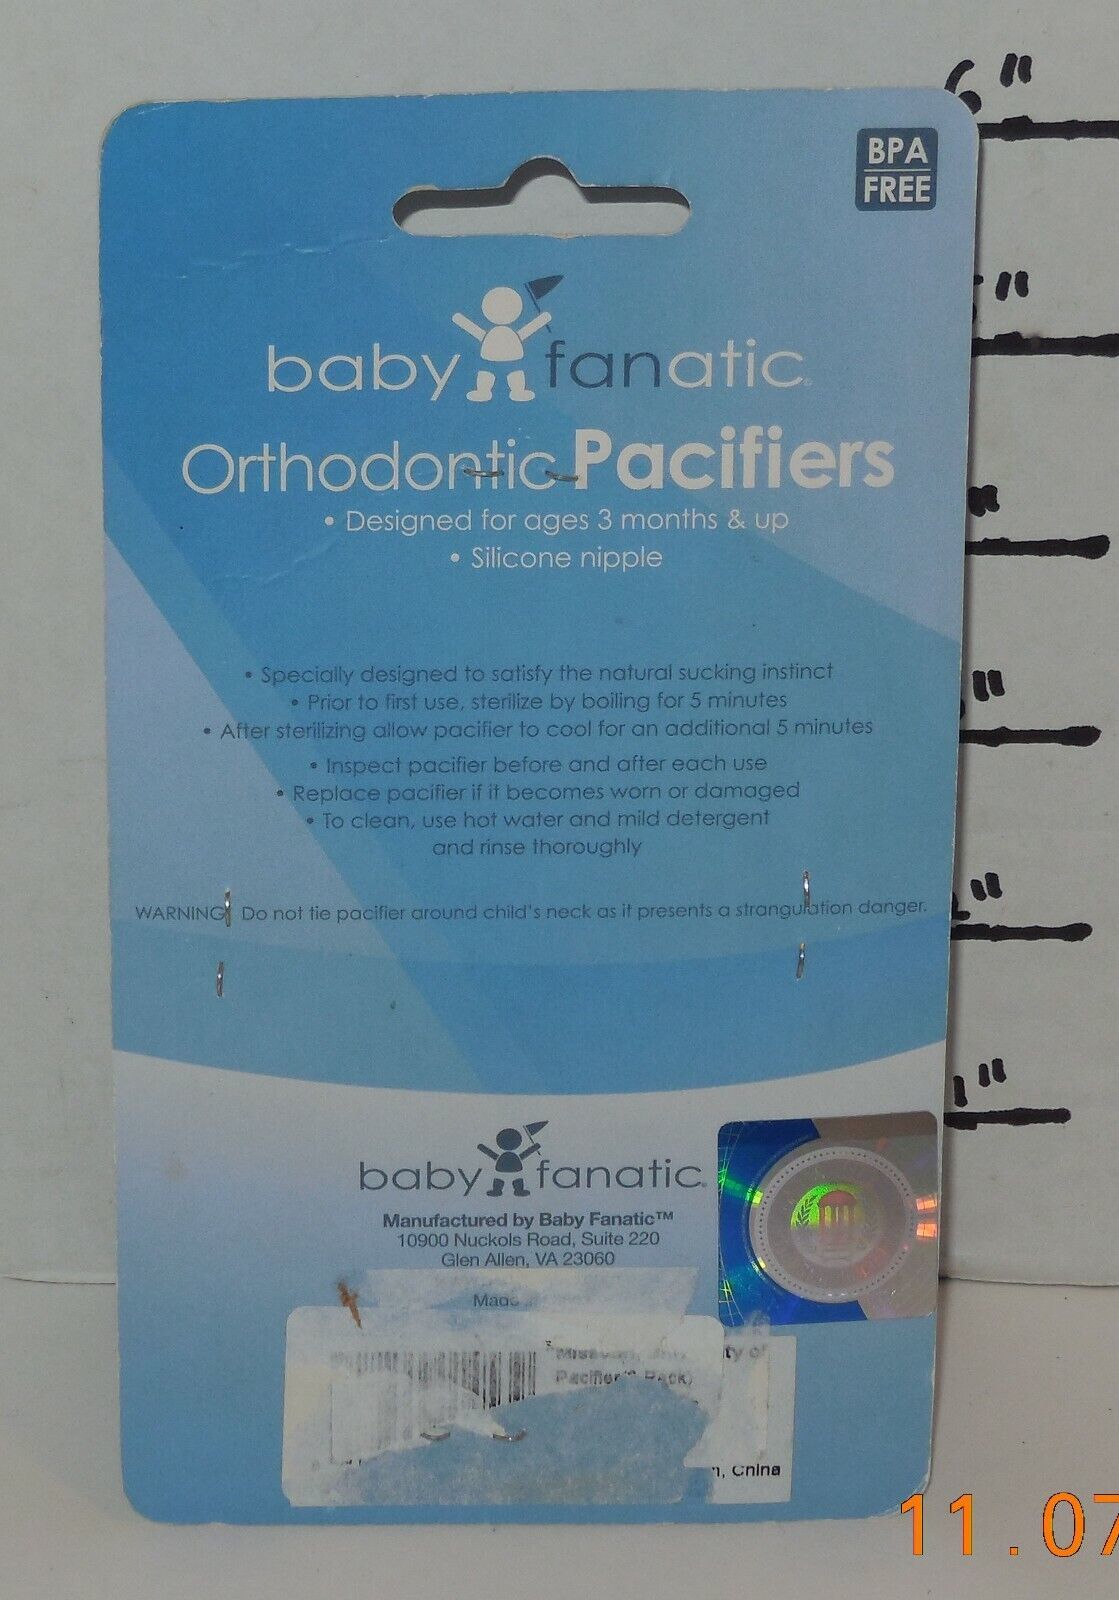 6"
BPA
FREE
"
baby fanatic
Orthodontic Pacifiers
• Designed for ages 3 months & up
• Silicone nipple
"
• Specially designed to satisfy the natural sucking instinct
• Prior to first use, sterilize by boiling for 5 minutes
• After sterilizing allow pacifier to cool for an additional 5 minutes
• Inspect pacifier before and after each use
• Replace pacifier if it becomes worn or damaged
• To clean, use hot water and mild detergent
and rinse thoroughly
WARNING: Do not tie pacifier around child's neck as it presents a strangulation danger.
1"
baby fanatic
Manufactured by Baby Fanatic™
10900 Nuckols Road, Suite 220
Glen Allen, VA 23060
Made
of
Pacifier
China
11.07